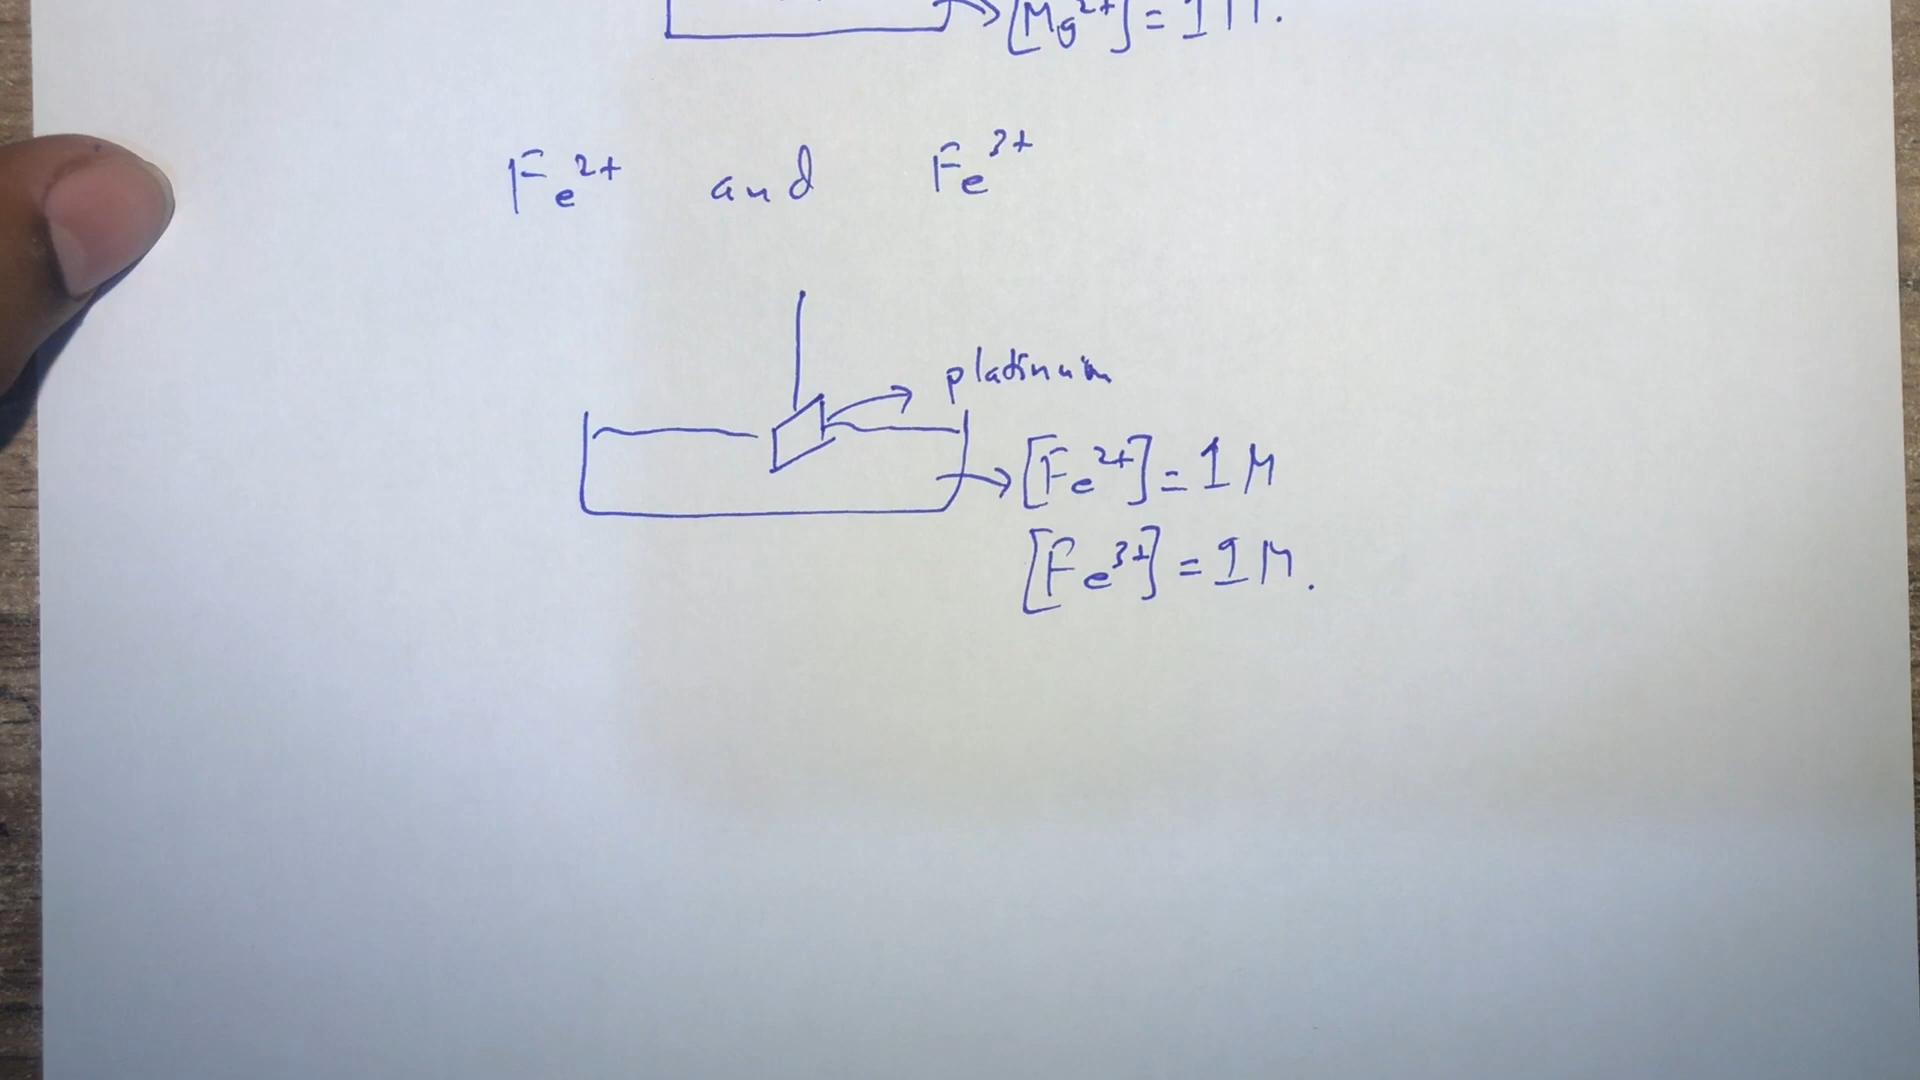 [Mg²⁺] = 1 M.
Fe²⁺ and Fe³⁺
platinum
[Fe²⁺] = 1 M
[Fe³⁺] = 1 M.